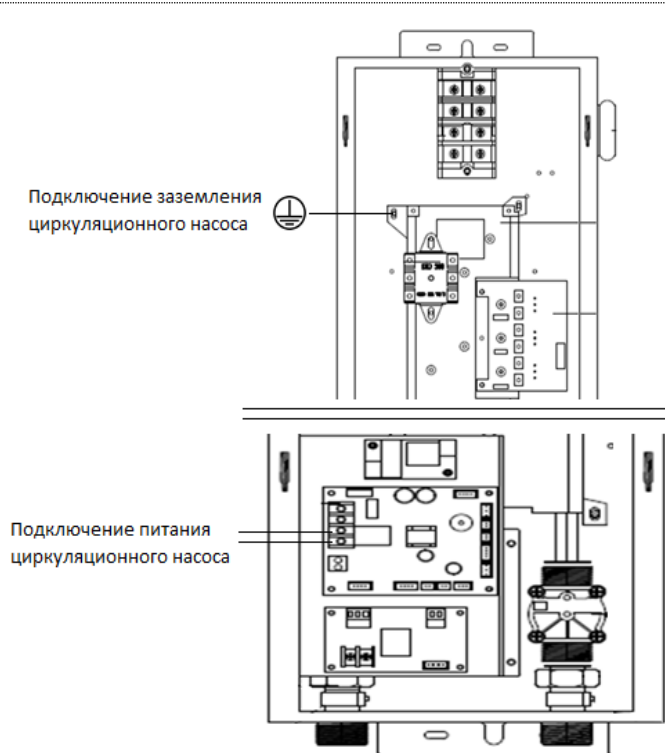 Подключение заземления
циркуляционного насоса
Подключение питания
циркуляционного насоса